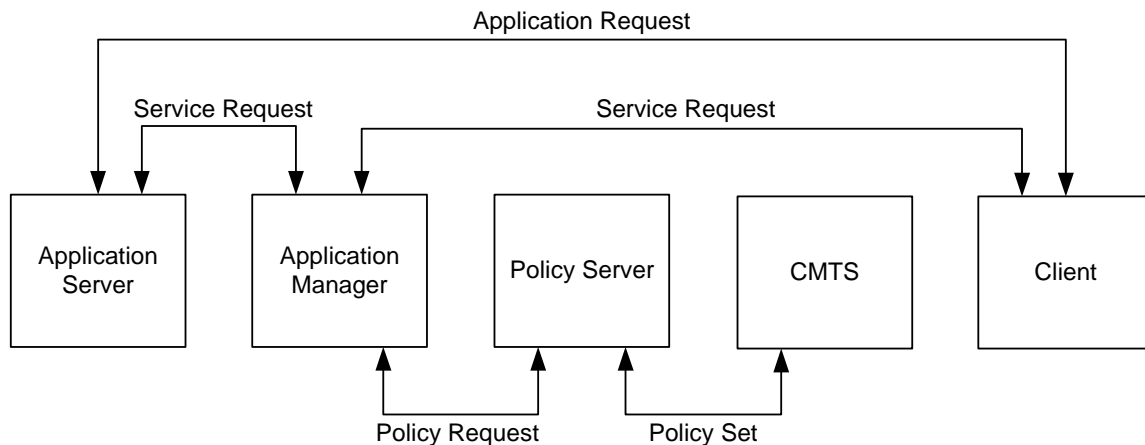 Application Request
Service Request
Service Request
Application
Server
Application
Manager
Policy Server
CMTS
Client
Policy Request
Policy Set